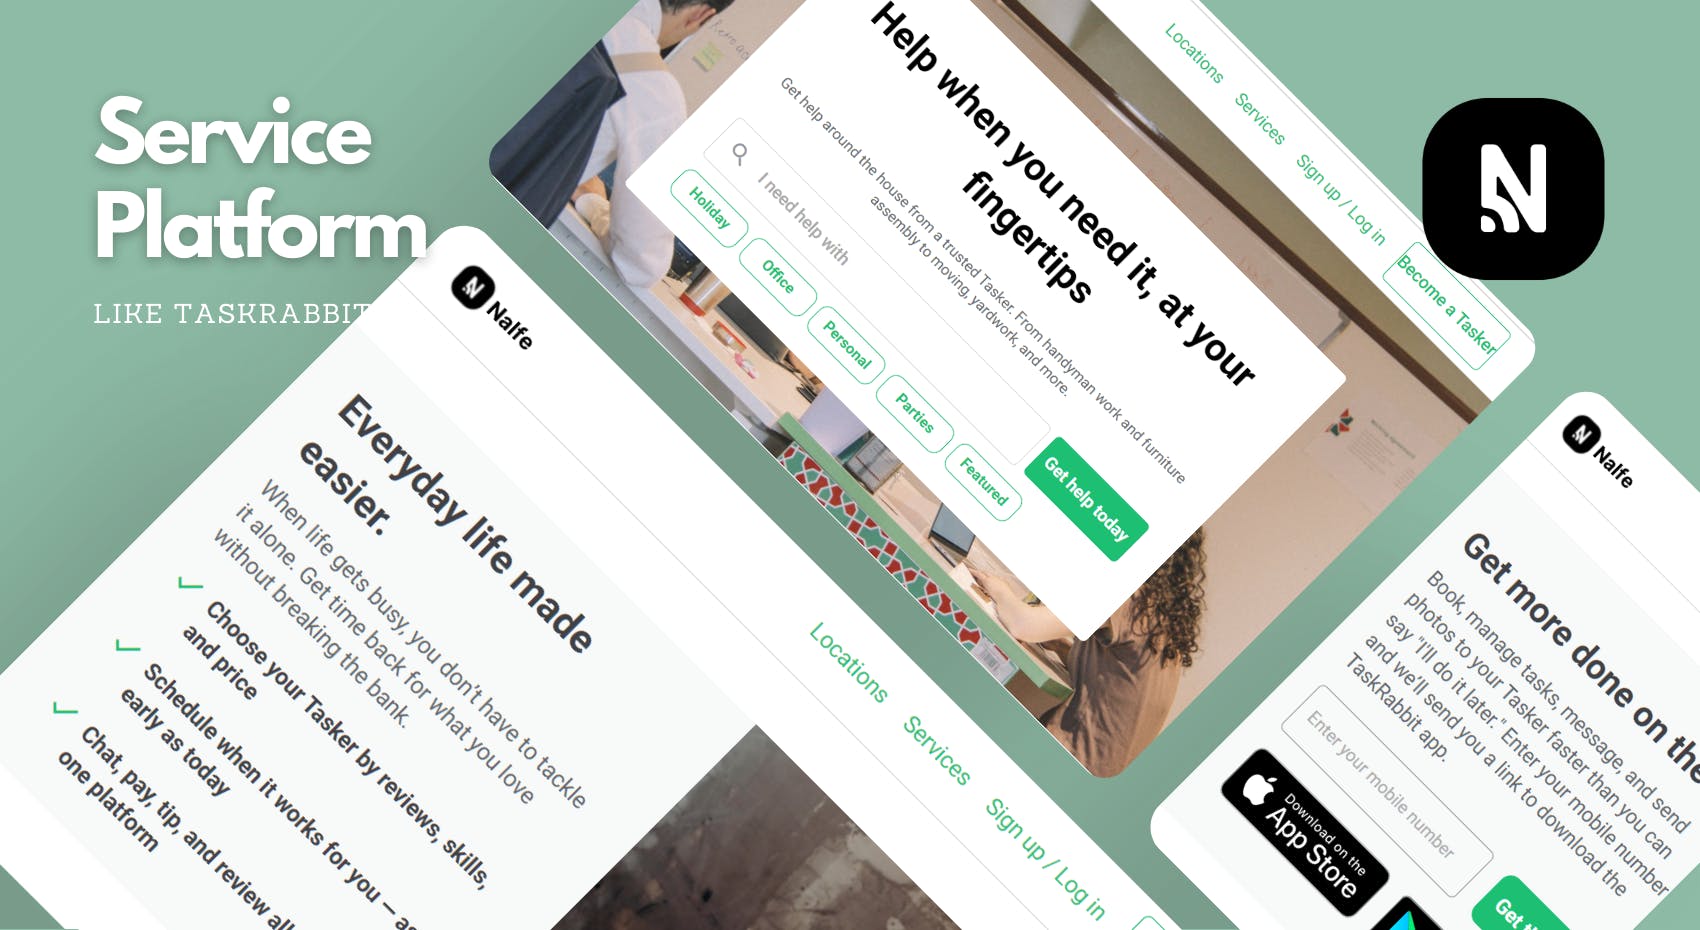 Service
Platform
LIKE TASKRABBIT
Locations
Services
Sign up / Log in
Become a Tasker
Help when you need it, at your
fingertips
Get help around the house from a trusted Tasker. From handyman work and furniture
assembly to moving, yardwork, and more.
I need help with
Get help today
Holiday
Office
Personal
Parties
Featured
N
N
Nalfe
Locations
Services
Sign up / Log in
Everyday life made
easier.
When life gets busy, you don't have to tackle
it alone. Get time back for what you love
without breaking the bank.
Choose your Tasker by reviews, skills,
and price
Schedule when it works for you — as
early as today
Chat, pay, tip, and review all
one platform
N
Nalfe
Get more done on the
Book, manage tasks, message, and send
photos to your Tasker faster than you can
say "I'll do it later." Enter your mobile number
and we'll send you a link to download the
TaskRabbit app.
Enter your mobile number
Get
Download on the
App Store